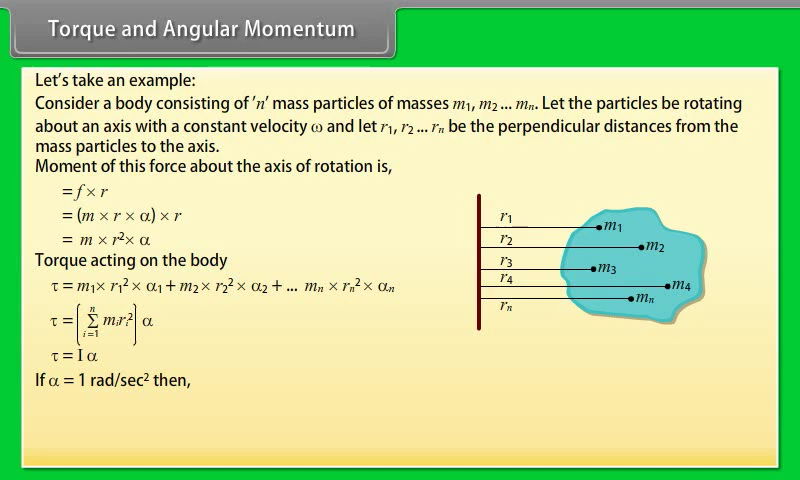 Torque and Angular Momentum
Let's take an example:
Consider a body consisting of 'n' mass particles of masses m₁, m₂ ... mₙ. Let the particles be rotating
about an axis with a constant velocity ω and let r₁, r₂ ... rₙ be the perpendicular distances from the
mass particles to the axis.
Moment of this force about the axis of rotation is,
= f × r
= (m × r × α) × r
= m × r² × α
Torque acting on the body
τ = m₁ × r₁² × α₁ + m₂ × r₂² × α₂ + ... mₙ × rₙ² × αₙ
τ = (∑ᵢ₌₁ⁿ mᵢrᵢ²) α
τ = I α
If α = 1 rad/sec² then,
r₁ m₁
r₂ m₂
r₃ m₃
r₄ m₄
rₙ mₙ